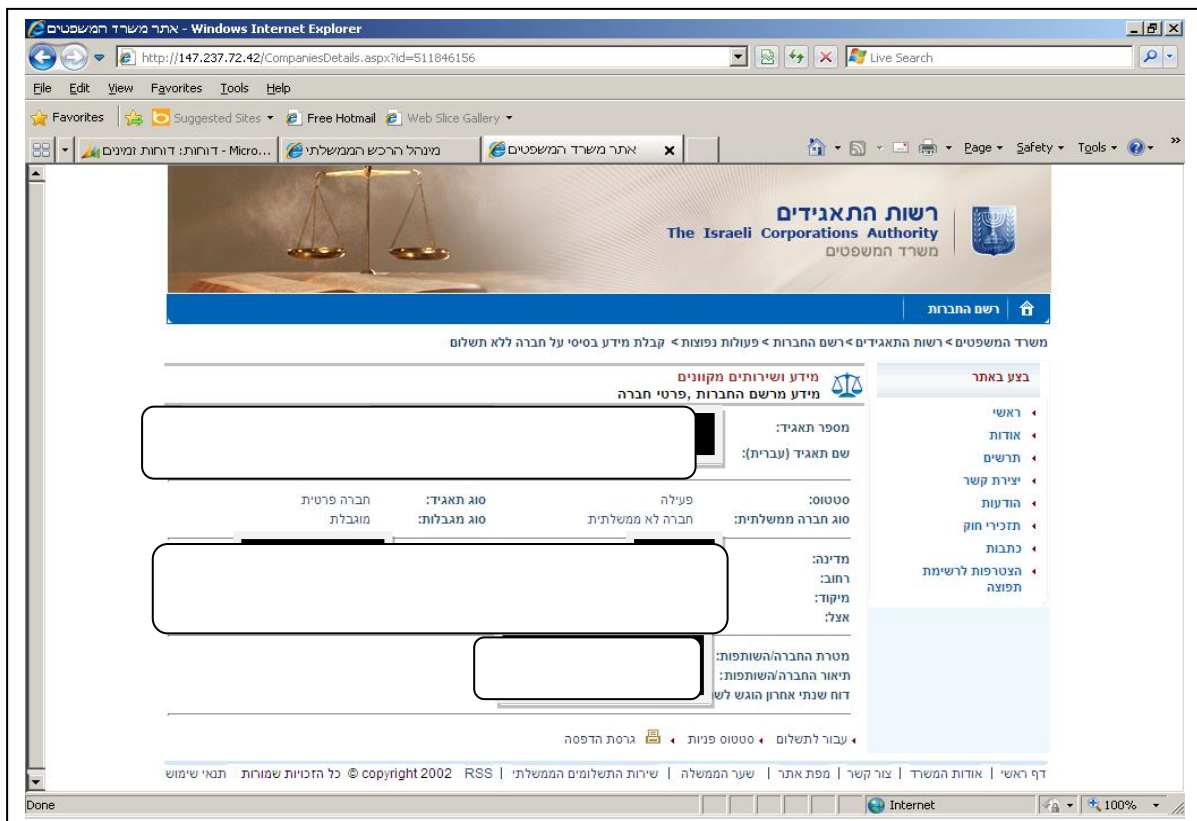 אתר משרד המשפטים - Windows Internet Explorer
http://147.237.72.42/CompaniesDetails.aspx?id=511846156
Live Search
File Edit View Favorites Tools Help
Favorites Suggested Sites Free Hotmail Web Slice Gallery
דוחות: דוחות זמינים - Micro...
מינהל הרכש הממשלתי
אתר משרד המשפטים
Page Safety Tools
רשות התאגידים
The Israeli Corporations Authority
משרד המשפטים
רשם החברות
משרד המשפטים > רשות התאגידים > רשם החברות > פעולות נפוצות > קבלת מידע בסיסי על חברה ללא תשלום
בצע באתר
ראשי
אודות
תרשים
יצירת קשר
הודעות
תזכירי חוק
כתבות
הצטרפות לרשימת
תפוצה
מידע ושירותים מקוונים
מידע מרשם החברות ,פרטי חברה
מספר תאגיד:
שם תאגיד (עברית):
סטטוס: פעילה סוג תאגיד: חברה פרטית
סוג חברה ממשלתית: חברה לא ממשלתית סוג מגבלות: מוגבלת
מדינה:
רחוב:
מיקוד:
אצל:
מטרת החברה/השותפות:
תיאור החברה/השותפות:
דוח שנתי אחרון הוגש לש
עבור לתשלום סטטוס פניות גרסת הדפסה
דף ראשי | אודות המשרד | צור קשר | מפת אתר | שער הממשלה | שירות התשלומים הממשלתי | RSS copyright 2002 © כל הזכויות שמורות תנאי שימוש
Done Internet 100%